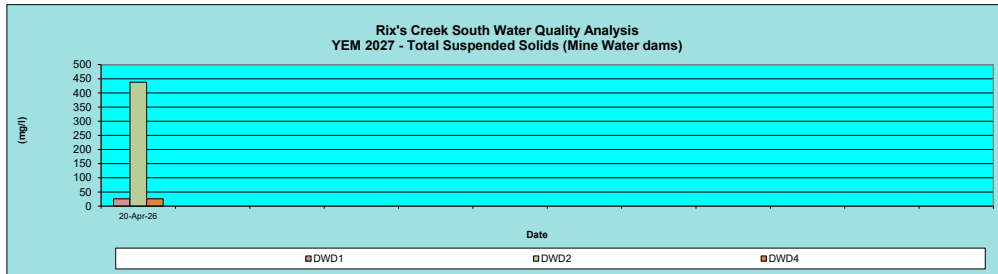 Rix's Creek South Water Quality Analysis
YEM 2027 - Total Suspended Solids (Mine Water dams)
(mg/l)
500
450
400
350
300
250
200
150
100
50
0
20-Apr-26
Date
DWD1 DWD2 DWD4